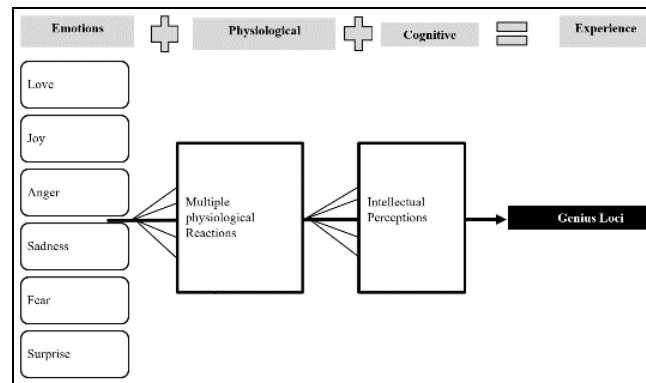 Emotions
Physiological
Cognitive
Experience
Love
Joy
Anger
Sadness
Fear
Surprise
Multiple
physiological
Reactions
Intellectual
Perceptions
Genius Loci